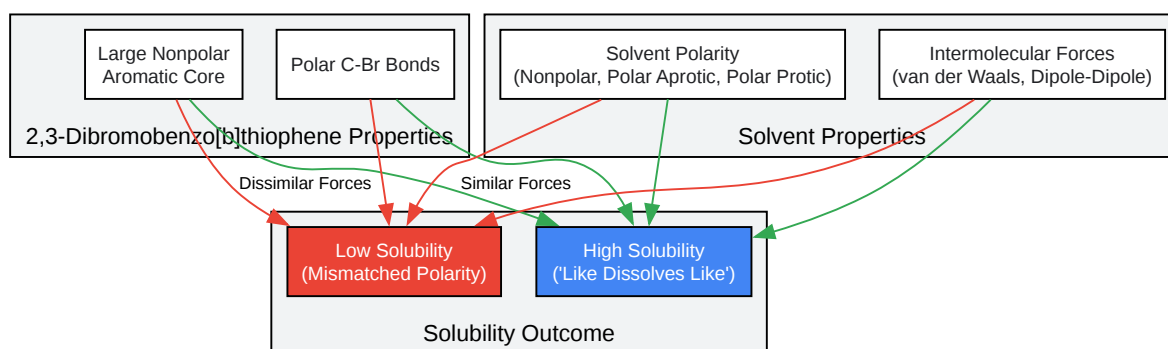 Large Nonpolar
Aromatic Core
Polar C-Br Bonds
2,3-Dibromobenzo[b]thiophene Properties
Solvent Polarity
(Nonpolar, Polar Aprotic, Polar Protic)
Intermolecular Forces
(van der Waals, Dipole-Dipole)
Solvent Properties
Dissimilar Forces
Similar Forces
Low Solubility
(Mismatched Polarity)
High Solubility
('Like Dissolves Like')
Solubility Outcome